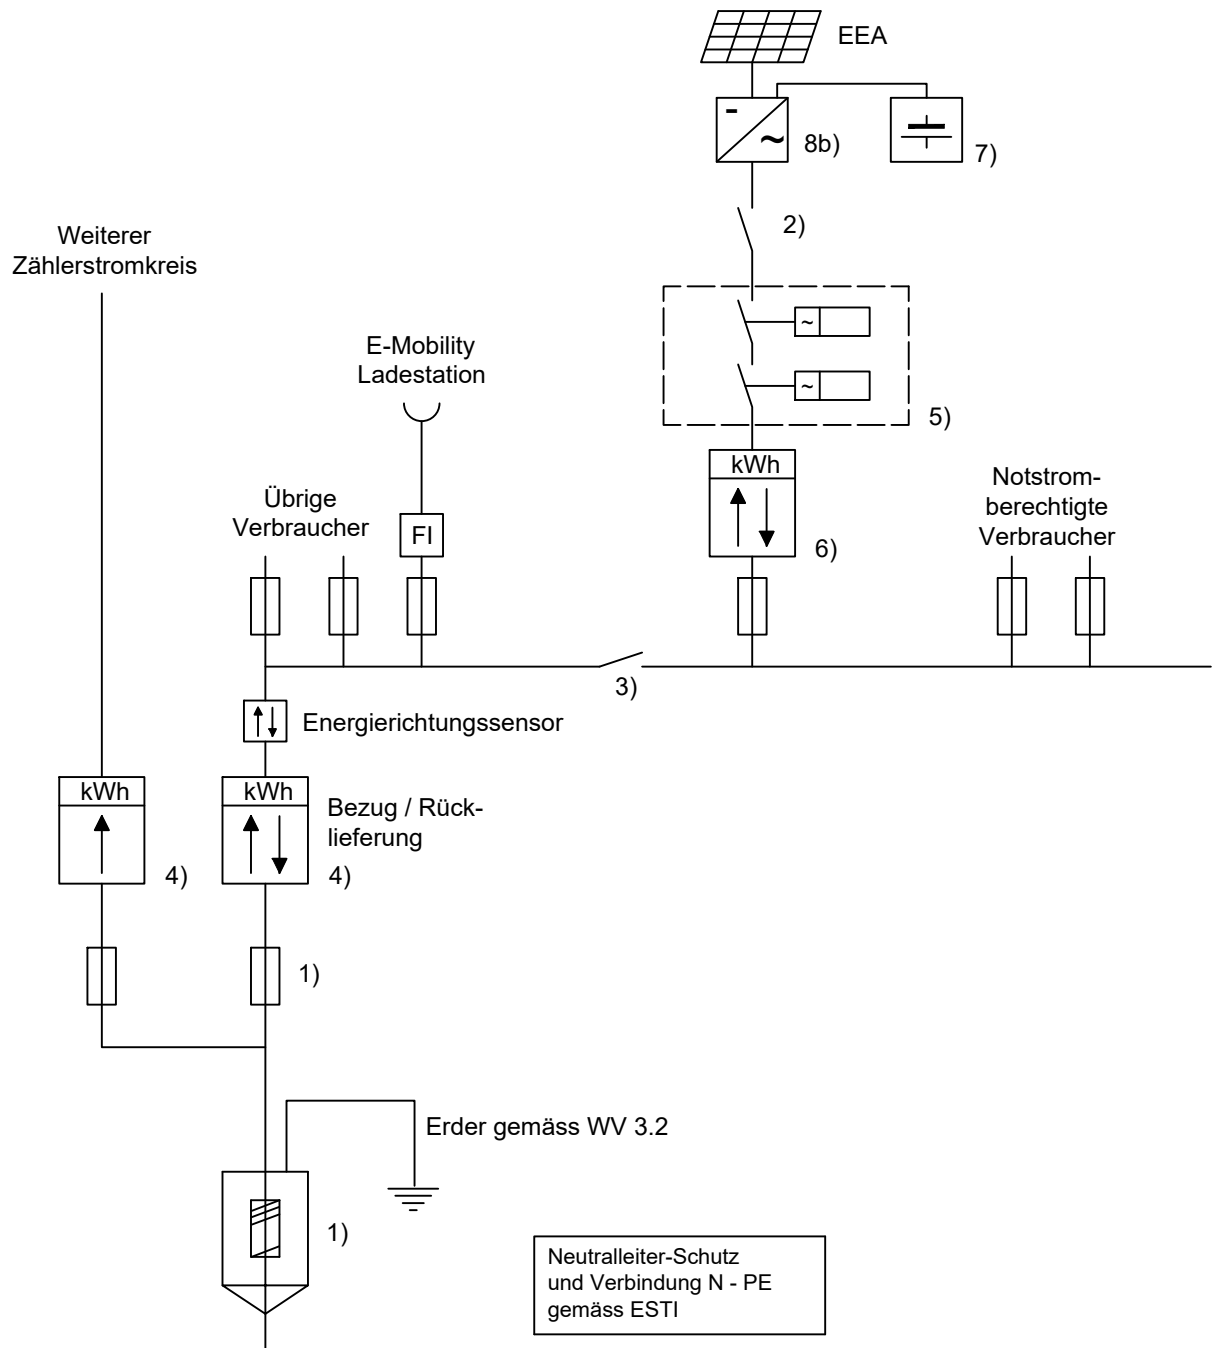 EEA
-
~
8b)
7)
2)
Weiterer
Zählerstromkreis
~
E-Mobility
Ladestation
~
5)
kWh
Notstrom-
berechtigte
Verbraucher
Übrige
Verbraucher
FI
6)
3)
Energierichtungssensor
kWh
kWh
Bezug / Rück-
lieferung
4)
4)
1)
Erder gemäss WV 3.2
1)
Neutralleiter-Schutz
und Verbindung N - PE
gemäss ESTI